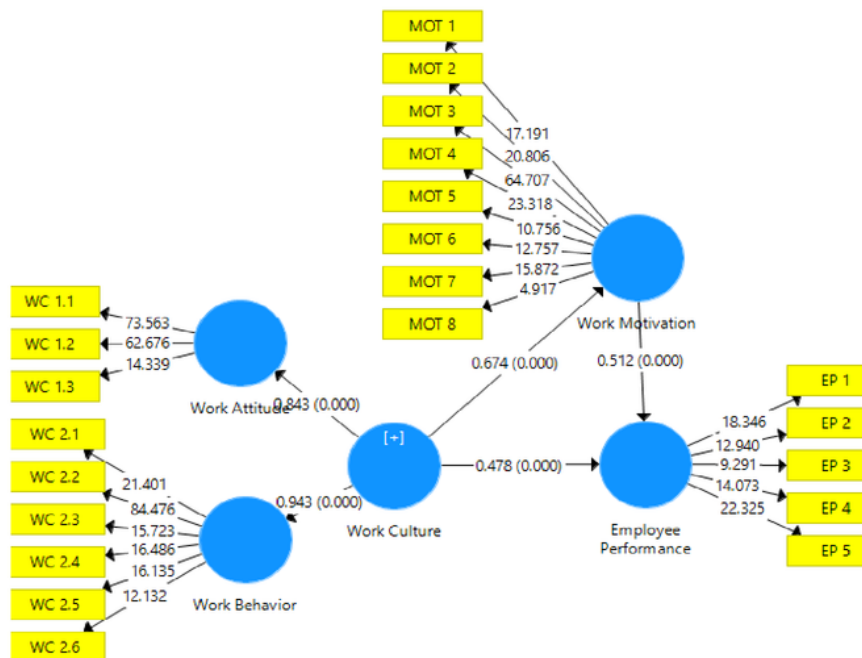 MOT 1
MOT 2
MOT 3
MOT 4
MOT 5
MOT 6
MOT 7
MOT 8
17.191
20.806
64.707
23.318
10.756
12.757
15.872
4.917
Work Motivation
WC 1.1
WC 1.2
WC 1.3
73.563
62.676
14.339
Work Attitude
0.843 (0.000)
0.674 (0.000)
0.512 (0.000)
WC 2.1
WC 2.2
WC 2.3
WC 2.4
WC 2.5
WC 2.6
21.401
84.476
15.723
16.486
16.135
12.132
Work Behavior
0.943 (0.000)
[+]
Work Culture
0.478 (0.000)
Employee
Performance
18.346
12.940
9.291
14.073
22.325
EP 1
EP 2
EP 3
EP 4
EP 5